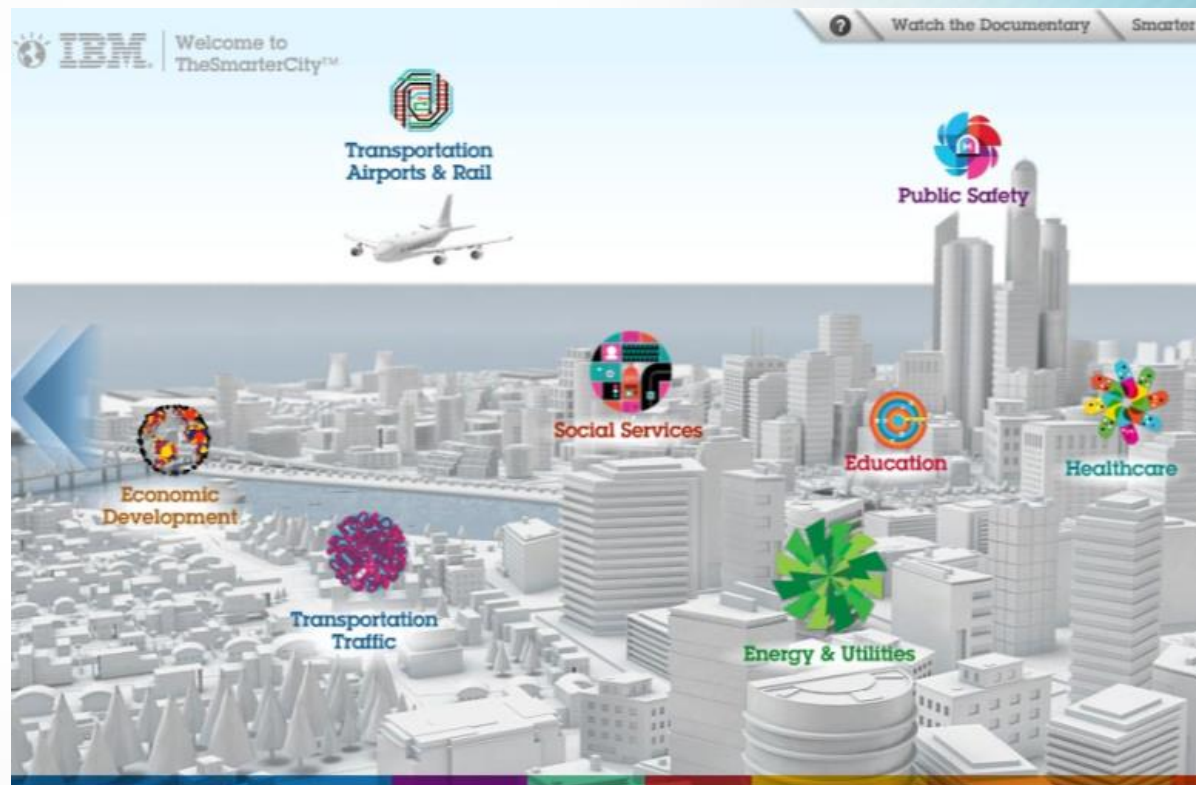 IBM.
Welcome to
TheSmarterCity™
?
Watch the Documentary
Smarter
Transportation
Airports & Rail
Public Safety
Social Services
Education
Healthcare
Economic
Development
Transportation
Traffic
Energy & Utilities